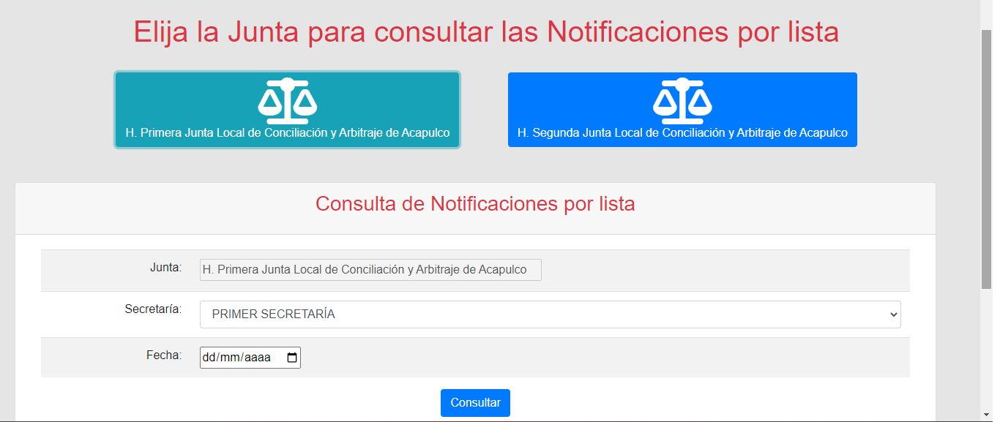 Elija la Junta para consultar las Notificaciones por lista
H. Primera Junta Local de Conciliación y Arbitraje de Acapulco
H. Segunda Junta Local de Conciliación y Arbitraje de Acapulco
Consulta de Notificaciones por lista
Junta: H. Primera Junta Local de Conciliación y Arbitraje de Acapulco
Secretaría: PRIMER SECRETARÍA
Fecha: dd/mm/aaaa
Consultar